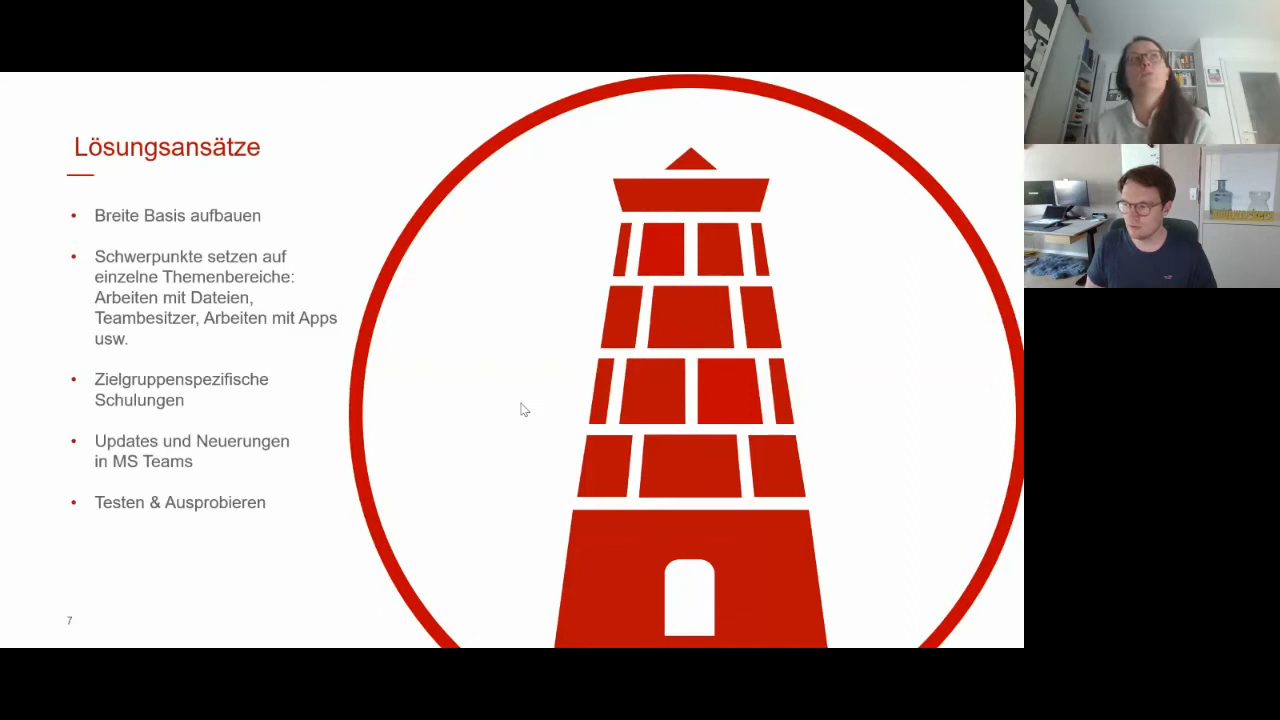 Lösungsansätze
• Breite Basis aufbauen
• Schwerpunkte setzen auf
einzelne Themenbereiche:
Arbeiten mit Dateien,
Teambesitzer, Arbeiten mit Apps
usw.
• Zielgruppenspezifische
Schulungen
• Updates und Neuerungen
in MS Teams
• Testen & Ausprobieren
7